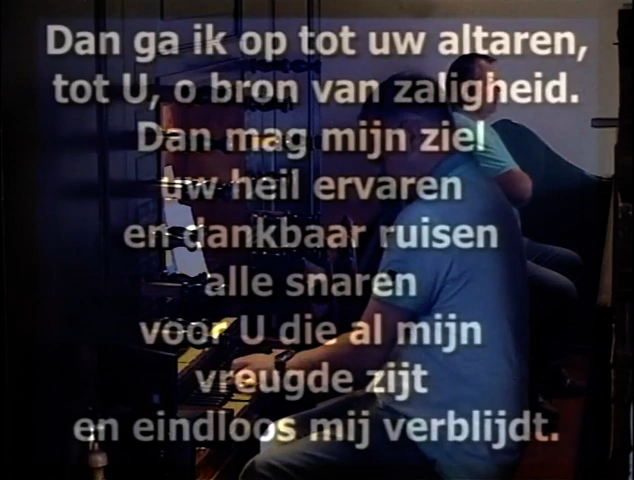 Dan ga ik op tot uw altaren,
tot U, o bron van zaligheid.
Dan mag mijn ziel
uw heil ervaren
en dankbaar ruisen
alle snaren
voor U die al mijn
vreugde zijt
en eindloos mij verblijdt.